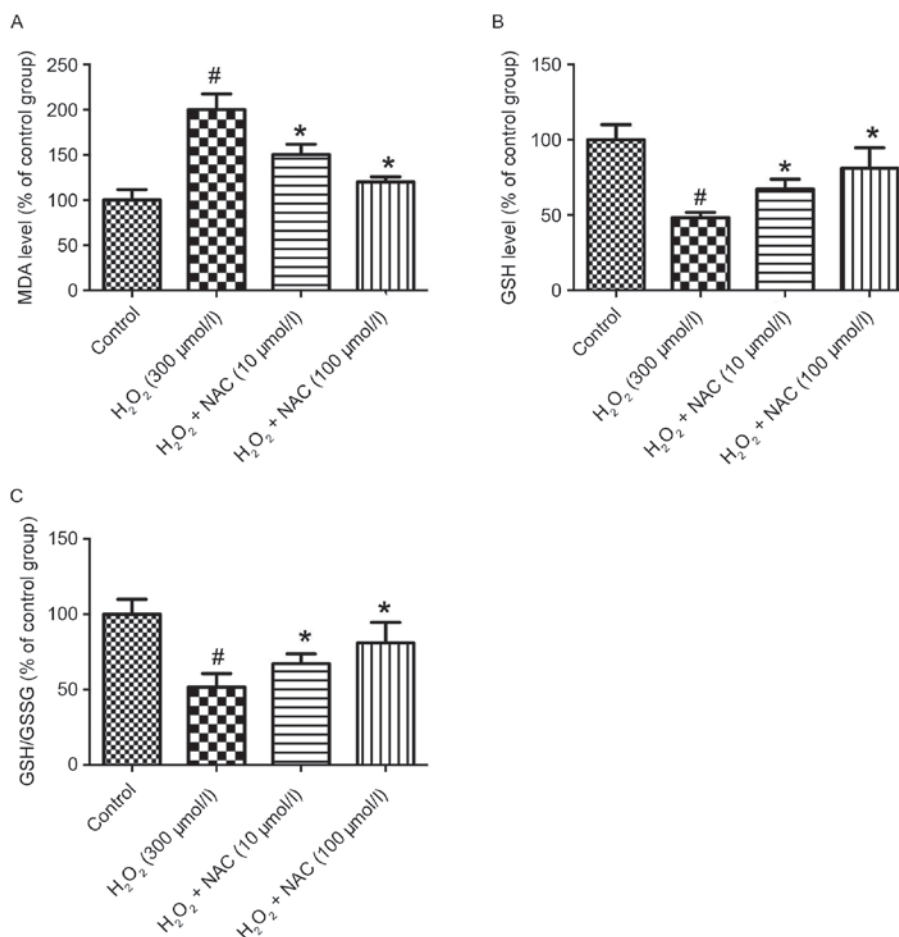 A
MDA level (% of control group)
250
200
150
100
50
0
#
*
*
Control
H₂O₂ (300 µmol/l)
H₂O₂ + NAC (10 µmol/l)
H₂O₂ + NAC (100 µmol/l)
B
GSH level (% of control group)
150
100
50
0
#
*
*
Control
H₂O₂ (300 µmol/l)
H₂O₂ + NAC (10 µmol/l)
H₂O₂ + NAC (100 µmol/l)
C
GSH/GSSG (% of control group)
150
100
50
0
#
*
*
Control
H₂O₂ (300 µmol/l)
H₂O₂ + NAC (10 µmol/l)
H₂O₂ + NAC (100 µmol/l)